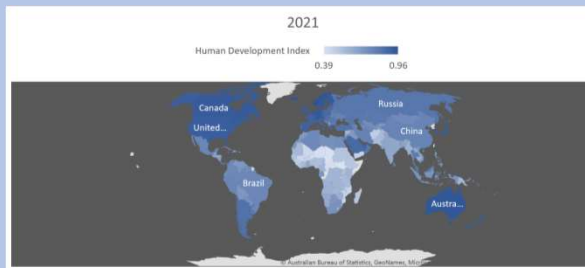 2021
Human Development Index
0.39 0.96
Canada
Russia
United...
China
Brazil
Austra...
© Australian Bureau of Statistics, GeoNames, Micr